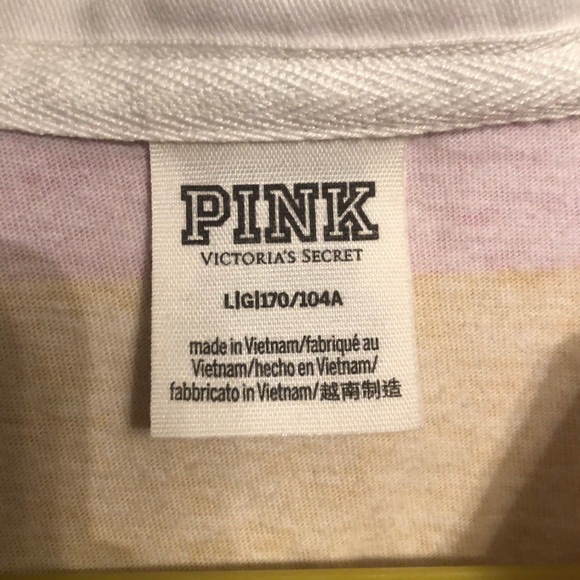 PINK
VICTORIA'S SECRET
L|G|170/104A
made in Vietnam/fabriqué au
Vietnam/hecho en Vietnam/
fabbricato in Vietnam/越南制造